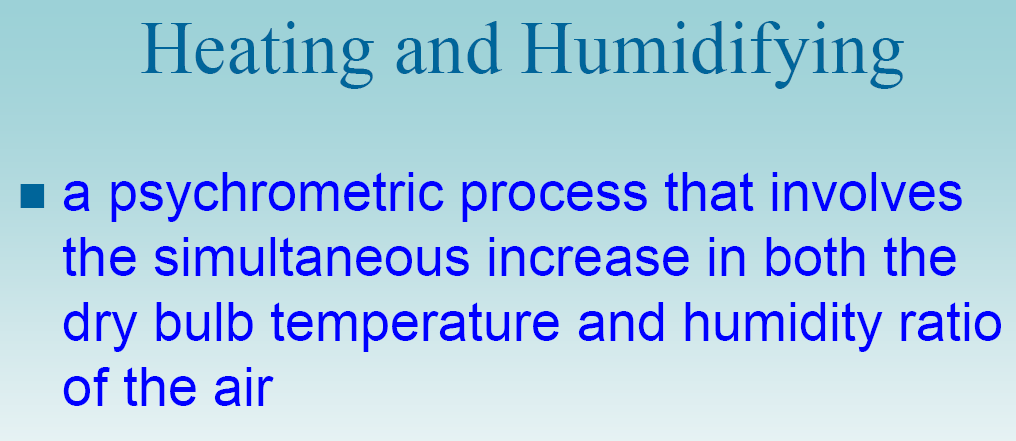 Heating and Humidifying
a psychrometric process that involves
the simultaneous increase in both the
dry bulb temperature and humidity ratio
of the air